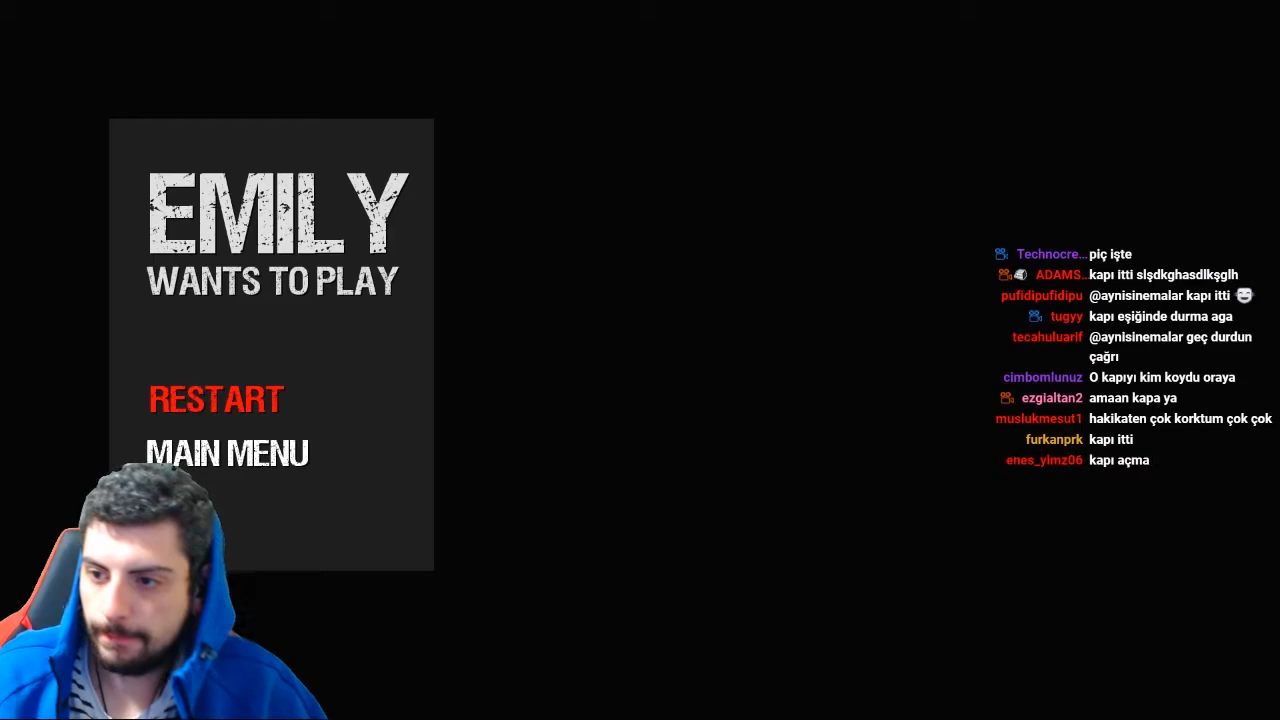 EMILY
WANTS TO PLAY
RESTART
MAIN MENU
Technocre... piç işte
ADAMS.. kapı itti slşdkghasdlkşglh
pufidipufidipu @aynisinemalar kapı itti
tugyy kapı eşiğinde durma aga
tecahuluarif @aynisinemalar geç durdun
çağrı
cimbomlunuz O kapıyı kim koydu oraya
ezgialtan2 amaan kapa ya
muslukmesut1 hakikaten çok korktum çok çok
furkanprk kapı itti
enes_ylmz06 kapı açma